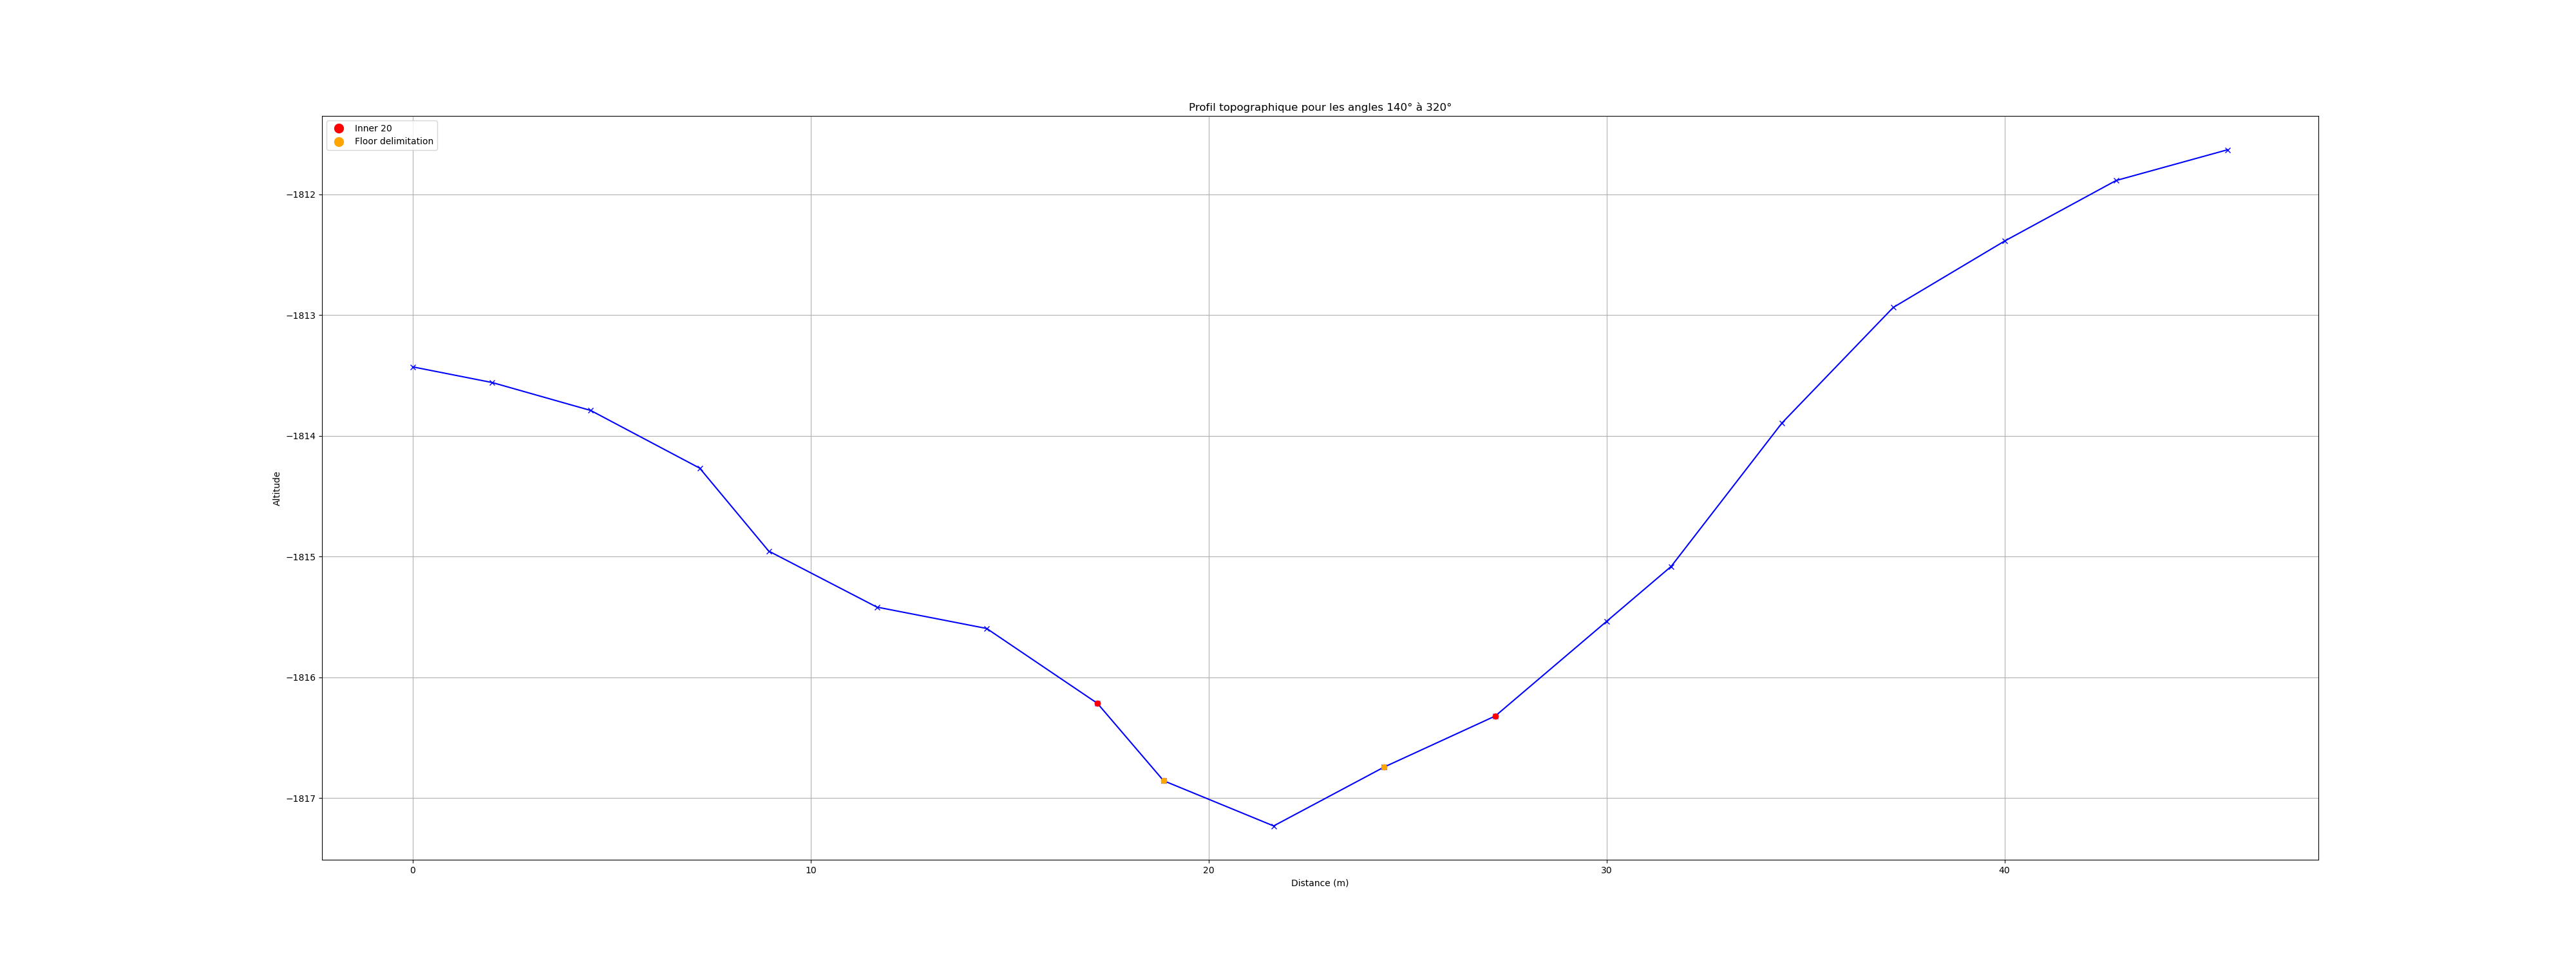 Profil topographique pour les angles 140° à 320°
Inner 20
Floor delimitation
−1812
−1813
−1814
−1815
−1816
−1817
Altitude
0 10 20 30 40
Distance (m)